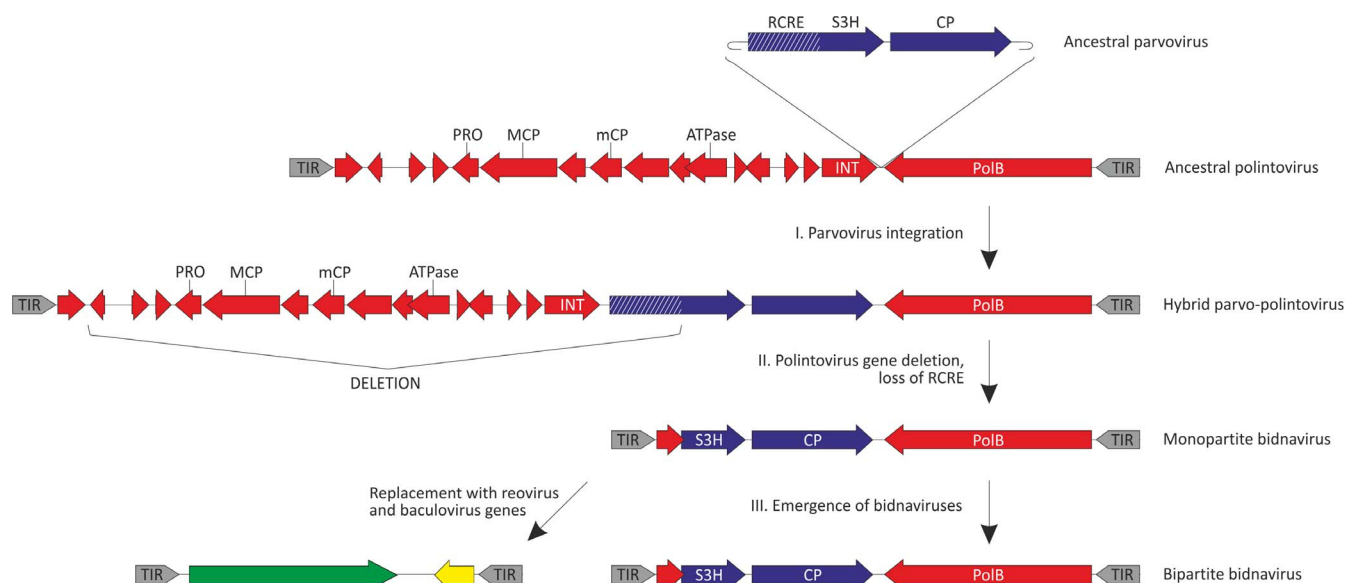 RCRE S3H CP
Ancestral parvovirus
PRO MCP mCP ATPase
TIR INT PolB TIR
Ancestral polintovirus
I. Parvovirus integration
PRO MCP mCP ATPase
TIR INT PolB TIR
Hybrid parvo-polintovirus
DELETION
II. Polintovirus gene deletion,
loss of RCRE
TIR S3H CP PolB TIR
Monopartite bidnavirus
Replacement with reovirus
and baculovirus genes
III. Emergence of bidnaviruses
TIR TIR
TIR S3H CP PolB TIR
Bipartite bidnavirus